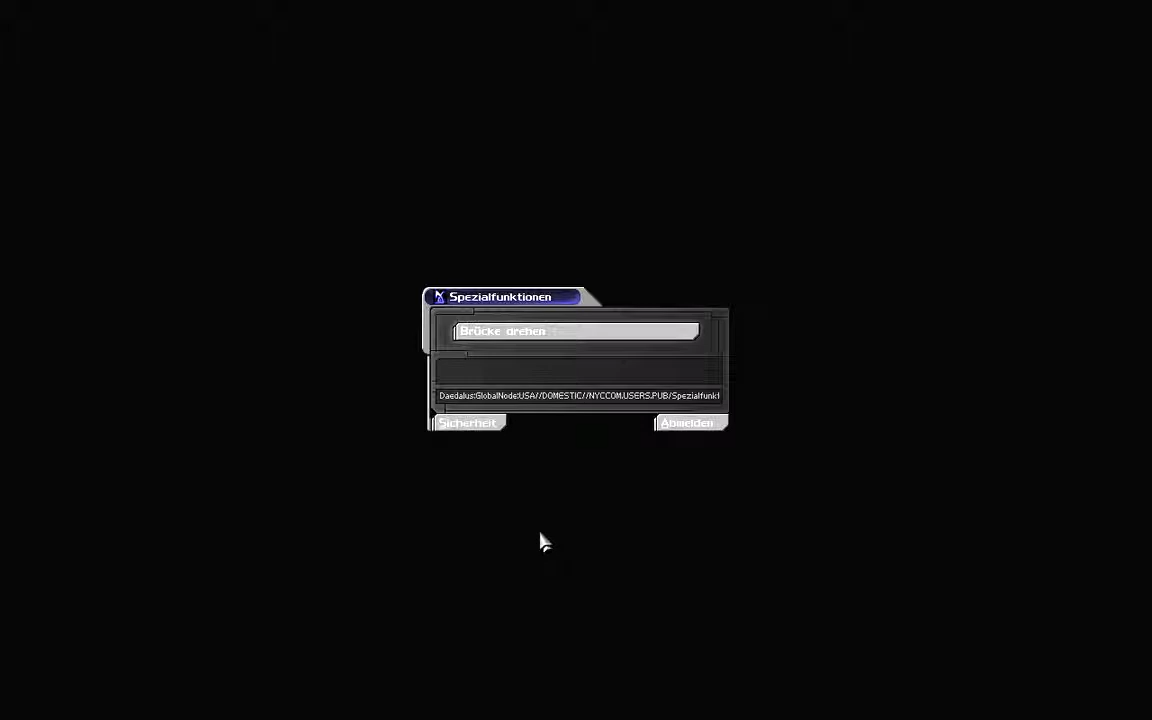 Spezialfunktionen
Brücke drehen
Daedalus:GlobalNode:USA//DOMESTIC//NYCCOM.USERS.PUB/Spezialfunkt
Sicherheit
Abmelden